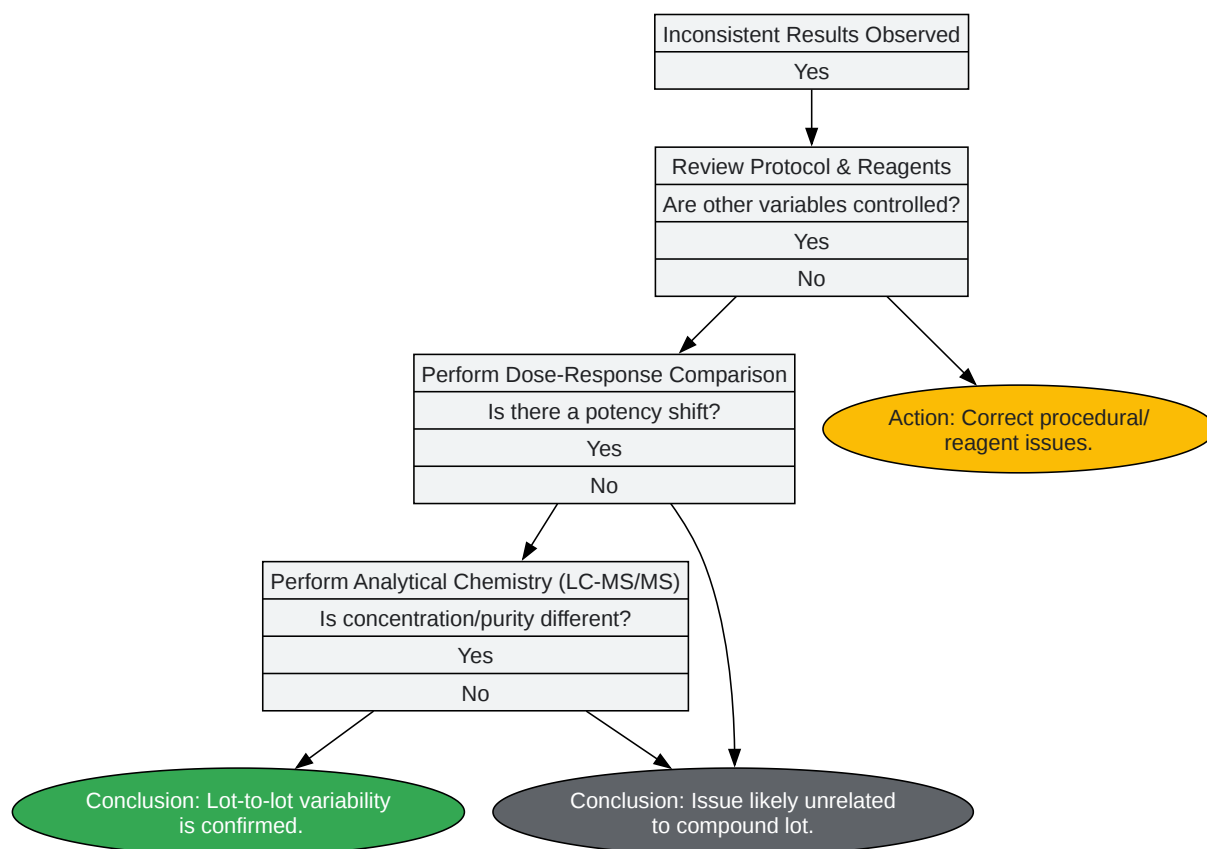 Inconsistent Results Observed
Yes
Review Protocol & Reagents
Are other variables controlled?
Yes
No
Perform Dose-Response Comparison
Is there a potency shift?
Yes
No
Action: Correct procedural/
reagent issues.
Perform Analytical Chemistry (LC-MS/MS)
Is concentration/purity different?
Yes
No
Conclusion: Lot-to-lot variability
is confirmed.
Conclusion: Issue likely unrelated
to compound lot.